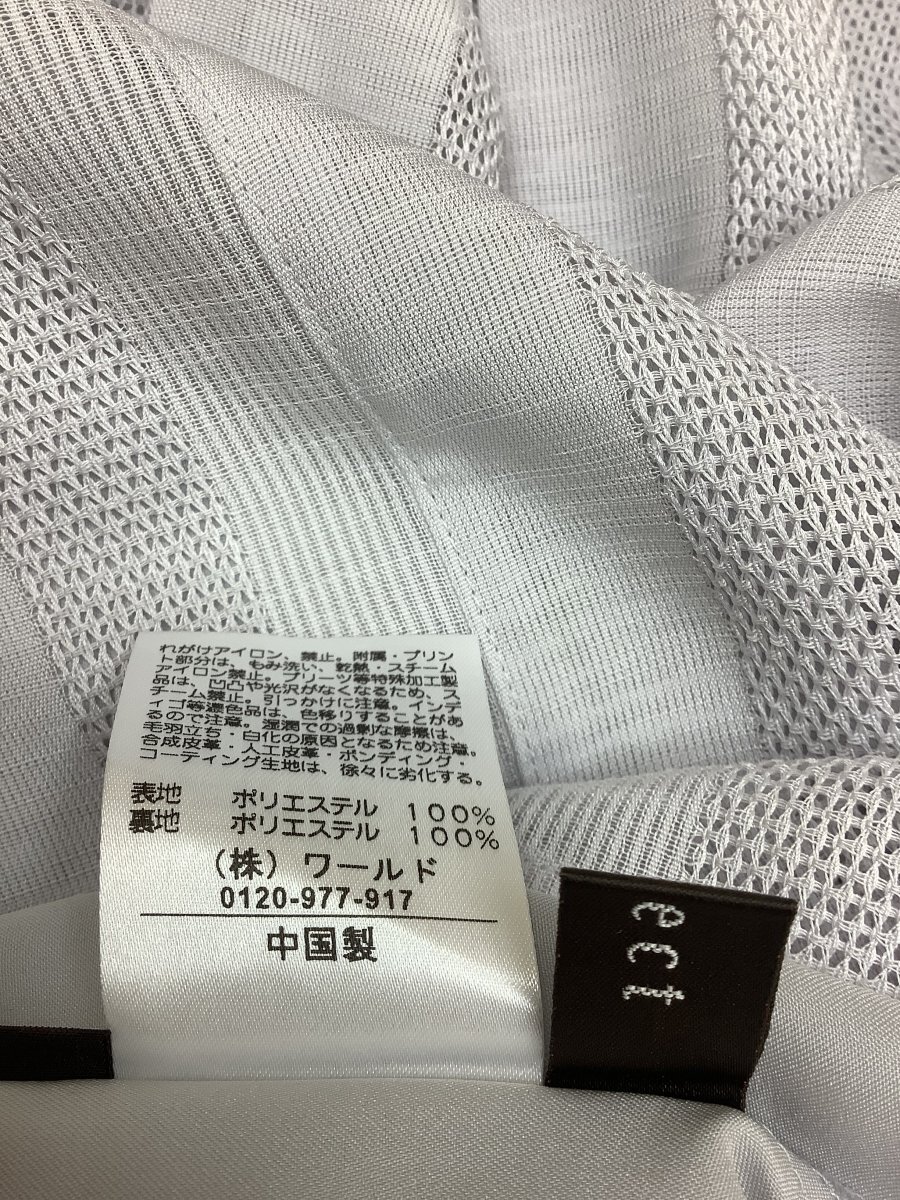 れがけアイロン、禁止。附属・プリン
ト部分は、もみ洗い、乾熱・スチーム
アイロン禁止。プリーツ等特殊加工製
品は、凹凸や光沢がなくなるため、ス
チーム禁止。引っかけに注意。インデ
ィゴ等濃色品は、色移りすることがあ
るので注意。湿潤での過剰な摩擦は、
毛羽立ち・白化の原因となるため注意。
合成皮革・人工皮革・ボンディング・
コーティング生地は、徐々に劣化する。
表地 ポリエステル 100%
裏地 ポリエステル 100%
(株) ワールド
0120-977-917
中国製
ect